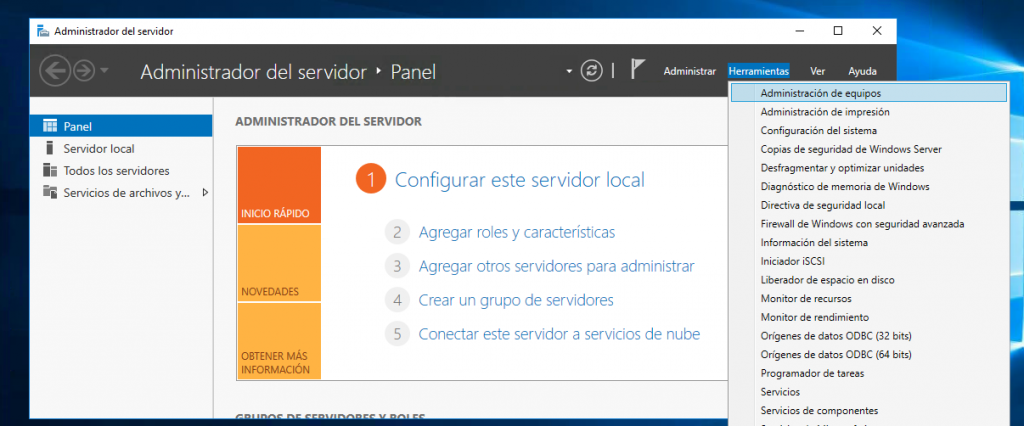 Administrador del servidor
Administrador del servidor ‣ Panel
Administrar Herramientas Ver Ayuda
Panel
Servidor local
Todos los servidores
Servicios de archivos y...
ADMINISTRADOR DEL SERVIDOR
INICIO RÁPIDO
NOVEDADES
OBTENER MÁS
INFORMACIÓN
1 Configurar este servidor local
2 Agregar roles y características
3 Agregar otros servidores para administrar
4 Crear un grupo de servidores
5 Conectar este servidor a servicios de nube
GRUPOS DE SERVIDORES Y ROLES
Administración de equipos
Administración de impresión
Configuración del sistema
Copias de seguridad de Windows Server
Desfragmentar y optimizar unidades
Diagnóstico de memoria de Windows
Directiva de seguridad local
Firewall de Windows con seguridad avanzada
Información del sistema
Iniciador iSCSI
Liberador de espacio en disco
Monitor de recursos
Monitor de rendimiento
Orígenes de datos ODBC (32 bits)
Orígenes de datos ODBC (64 bits)
Programador de tareas
Servicios
Servicios de componentes